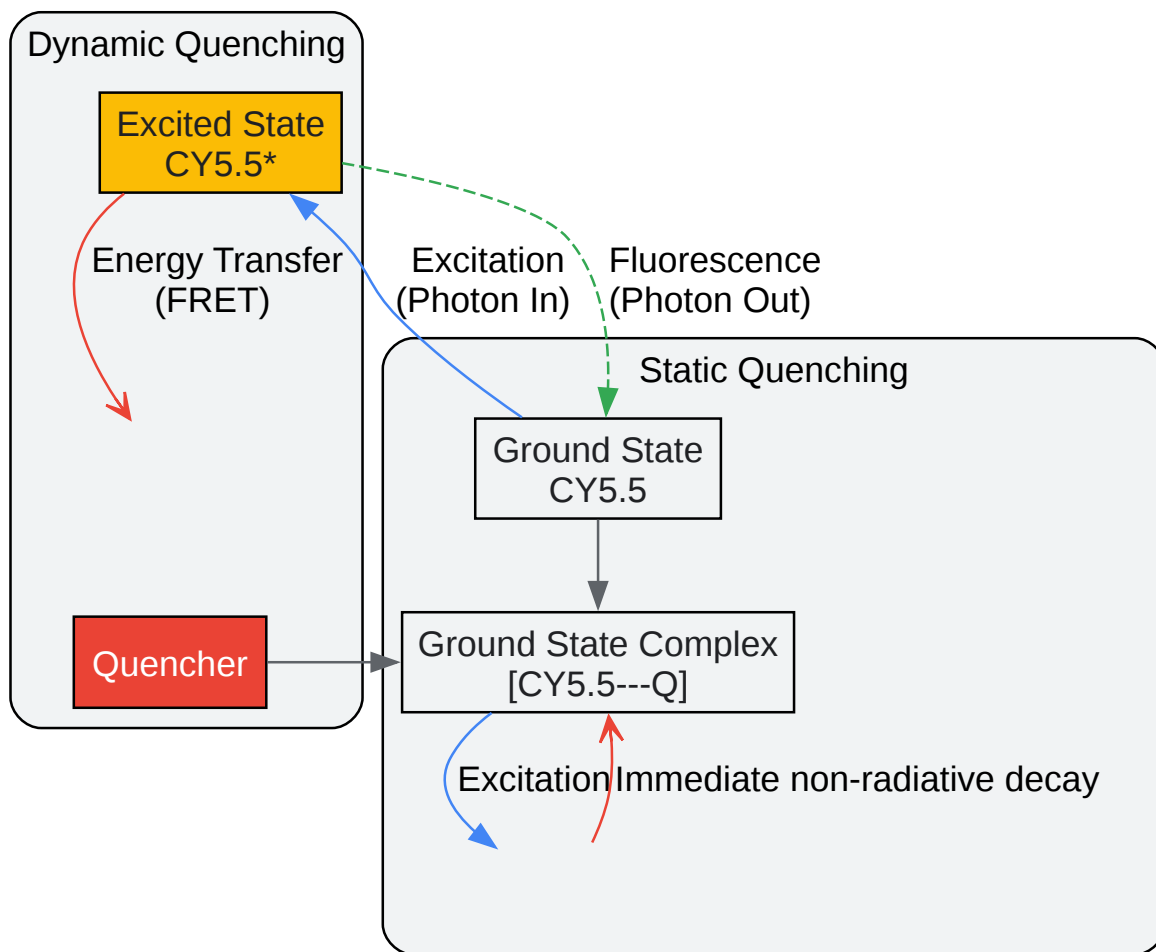 Dynamic Quenching
Excited State
CY5.5*
Energy Transfer
(FRET)
Excitation
(Photon In)
Fluorescence
(Photon Out)
Static Quenching
Ground State
CY5.5
Quencher
Ground State Complex
[CY5.5---Q]
Excitation
Immediate non-radiative decay